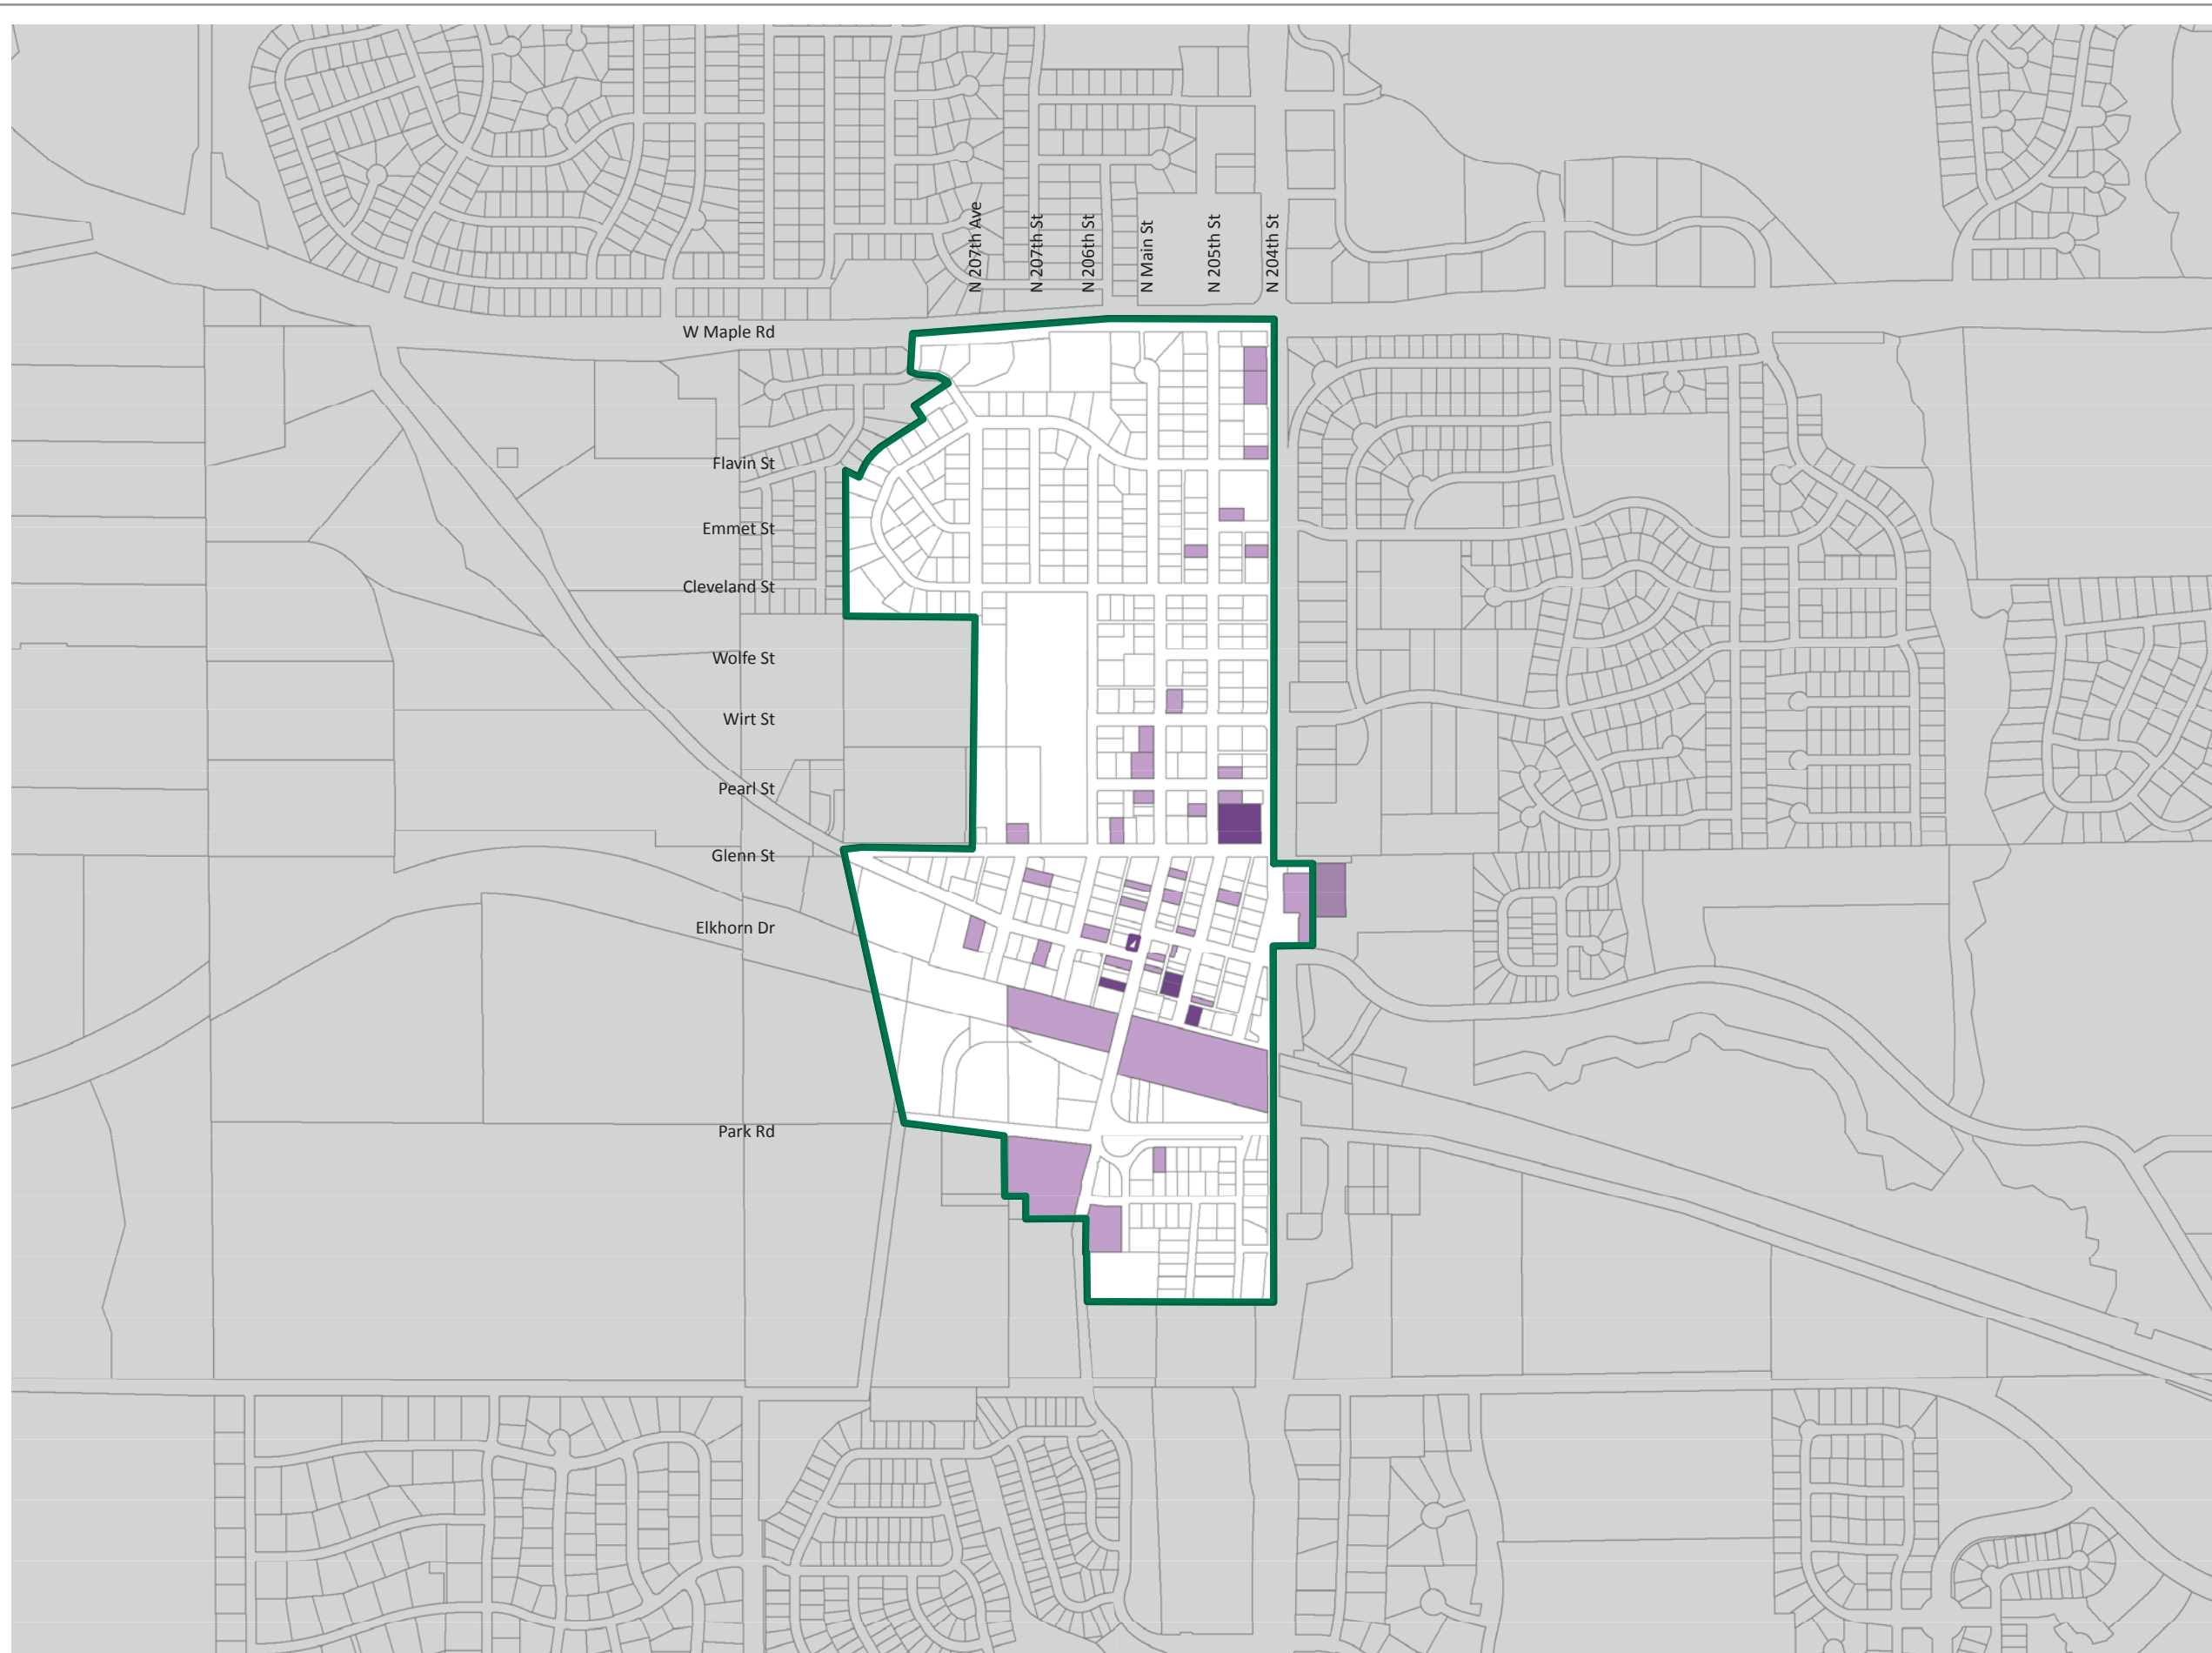 N 207th Ave
N 207th St
N 206th St
N Main St
N 205th St
N 204th St
W Maple Rd
Flavin St
Emmet St
Cleveland St
Wolfe St
Wirt St
Pearl St
Glenn St
Elkhorn Dr
Park Rd